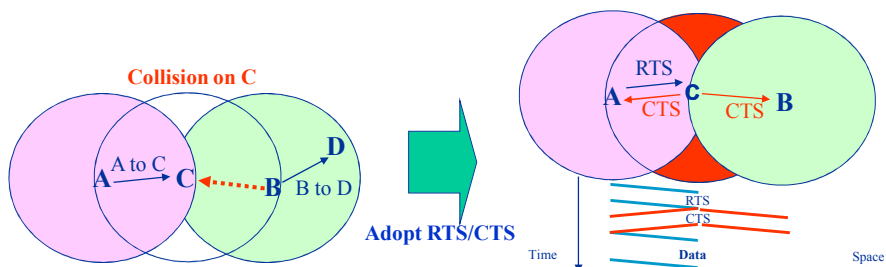 Collision on C
A
A to C
C
B
B to D
D
Adopt RTS/CTS
RTS
A
C
B
CTS
CTS
RTS
CTS
Time
Data
Space